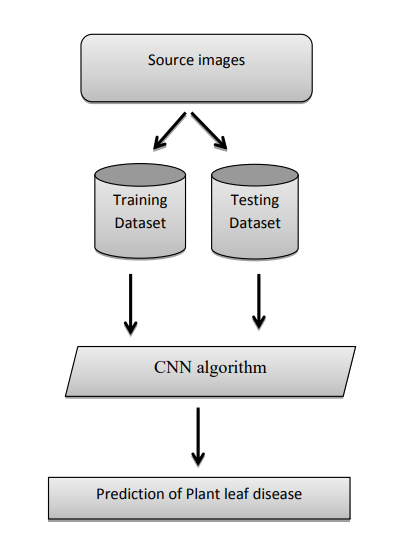 Source images
Training
Dataset
Testing
Dataset
CNN algorithm
Prediction of Plant leaf disease